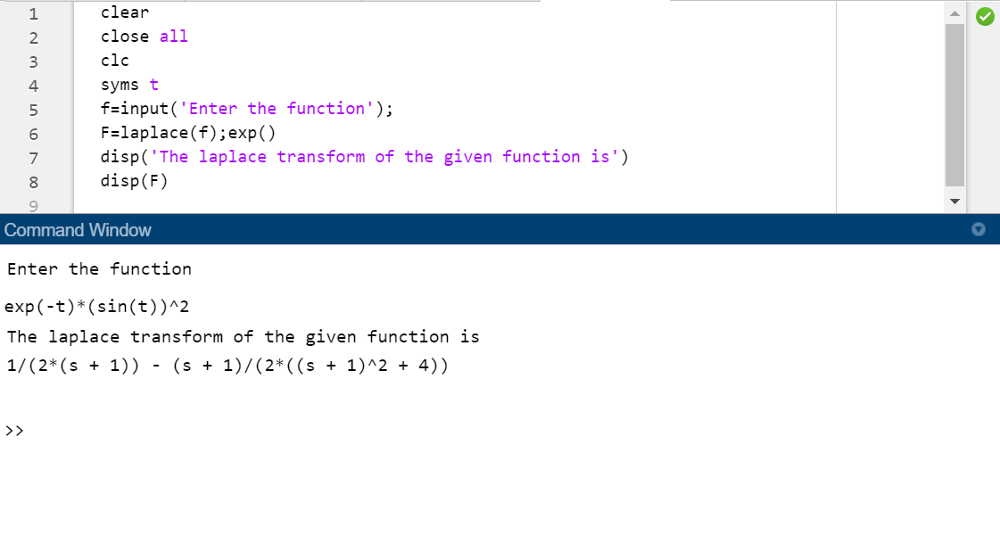 1 clear
2 close all
3 clc
4 syms t
5 f=input('Enter the function');
6 F=laplace(f);exp()
7 disp('The laplace transform of the given function is')
8 disp(F)
9
Command Window
Enter the function
exp(-t)*(sin(t))^2
The laplace transform of the given function is
1/(2*(s + 1)) - (s + 1)/(2*((s + 1)^2 + 4))
>>